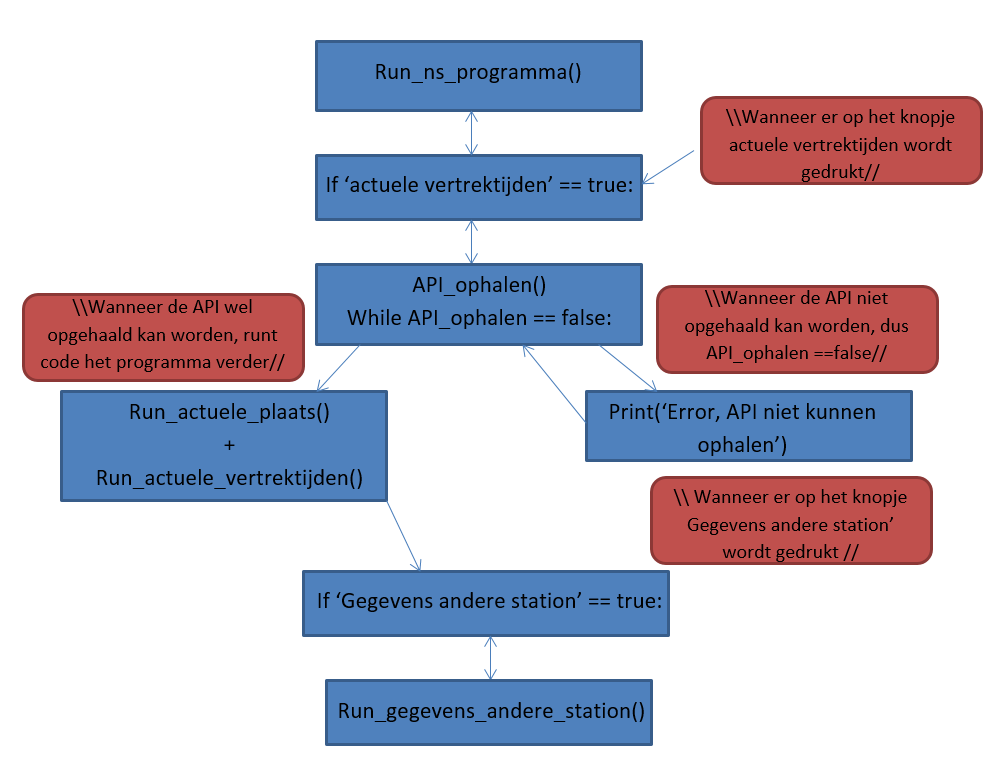 Run_ns_programma()
\\Wanneer er op het knopje
actuele vertrektijden wordt
gedrukt//
If ‘actuele vertrektijden’ == true:
API_ophalen()
While API_ophalen == false:
\\Wanneer de API wel
opgehaald kan worden, runt
code het programma verder//
\\Wanneer de API niet
opgehaald kan worden, dus
API_ophalen ==false//
Run_actuele_plaats()
+
Run_actuele_vertrektijden()
Print(‘Error, API niet kunnen
ophalen’)
\\ Wanneer er op het knopje
Gegevens andere station’
wordt gedrukt //
If ‘Gegevens andere station’ == true:
Run_gegevens_andere_station()